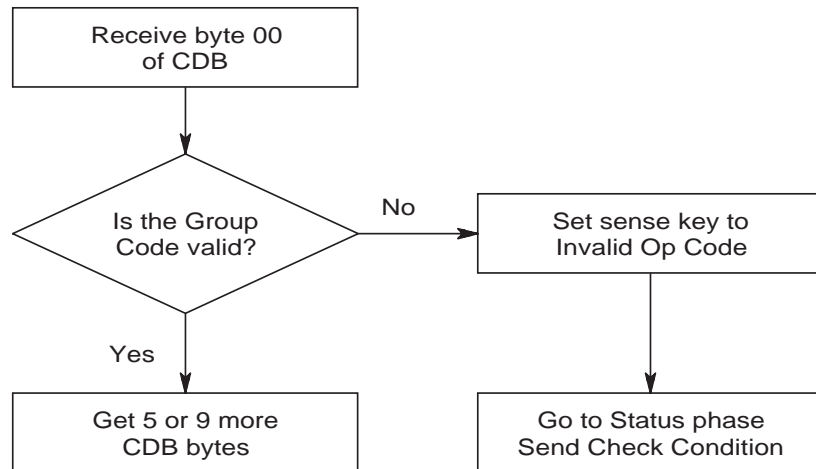 Receive byte 00
of CDB
Is the Group
Code valid?
No
Set sense key to
Invalid Op Code
Yes
Get 5 or 9 more
CDB bytes
Go to Status phase
Send Check Condition